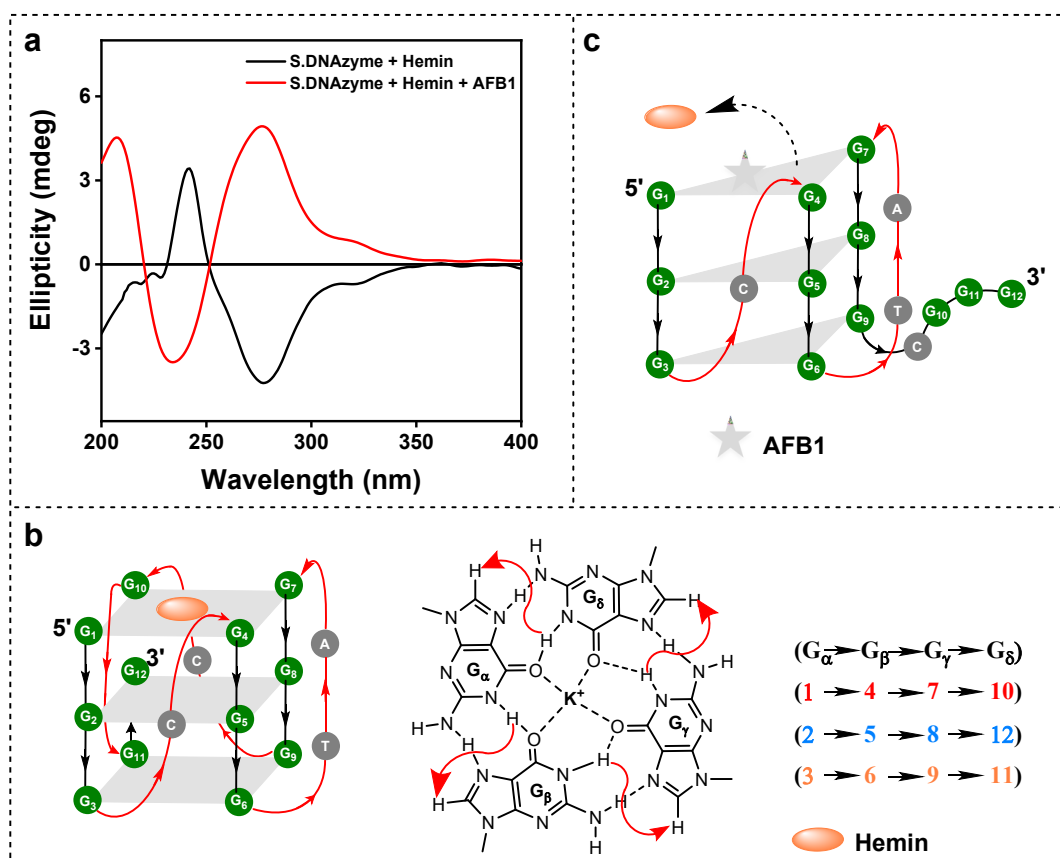 a
S.DNAzyme + Hemin
S.DNAzyme + Hemin + AFB1
6
3
0
-3
Ellipticity (mdeg)
200 250 300 350 400
Wavelength (nm)
c
5'
G1
G2
G3
C
G4
G5
G6
G7
G8
G9
A
T
C
G10
G11
G12
3'
AFB1
b
5'
G1
G2
G3
G10
G12
3'
G11
C
C
G4
G5
G6
G7
G8
G9
A
T
H
H
N
N
N
Gδ
N
H
H
N
N
H
N
N
H
O
N
H
Gα
O
O
K+
N
H
N
H
H
N
N
Gγ
H
H
N
O
O
N
N
H
N
H
N
Gβ
N
N
N
H
H
N
H
H
(Gα→Gβ→Gγ→Gδ)
(1→4→7→10)
(2→5→8→12)
(3→6→9→11)
Hemin